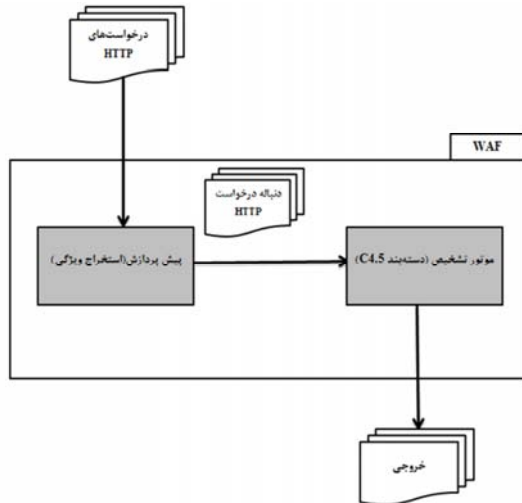 درخواست‌های
HTTP
WAF
دنباله درخواست
HTTP
پیش پردازش(استخراج ویژگی)
موتور تشخیص (دسته‌بند C4.5)
خروجی